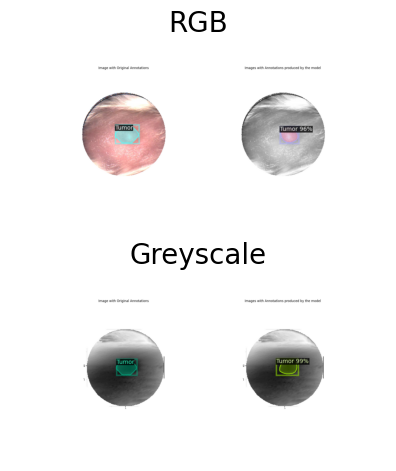 RGB
Image with Original Annotations
Images with Annotations produced by the model
Tumor
Tumor 96%
Greyscale
Image with Original Annotations
Images with Annotations produced by the model
Tumor
Tumor 99%